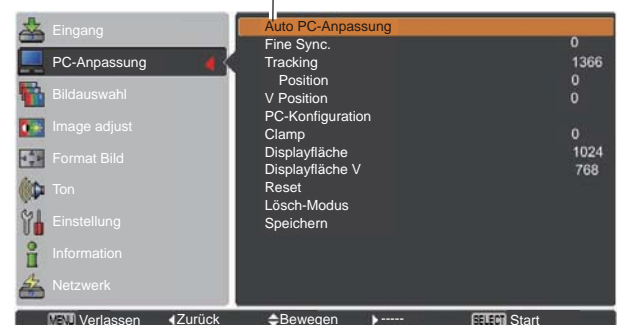 Eingang
PC-Anpassung
Bildauswahl
Image adjust
Format Bild
Ton
Einstellung
Information
Netzwerk
Auto PC-Anpassung
Fine Sync. 0
Tracking 1366
Position 0
V Position 0
PC-Konfiguration
Clamp 0
Displayfläche 1024
Displayfläche V 768
Reset
Lösch-Modus
Speichern
MENU Verlassen Zurück Bewegen ----- SELECT Start